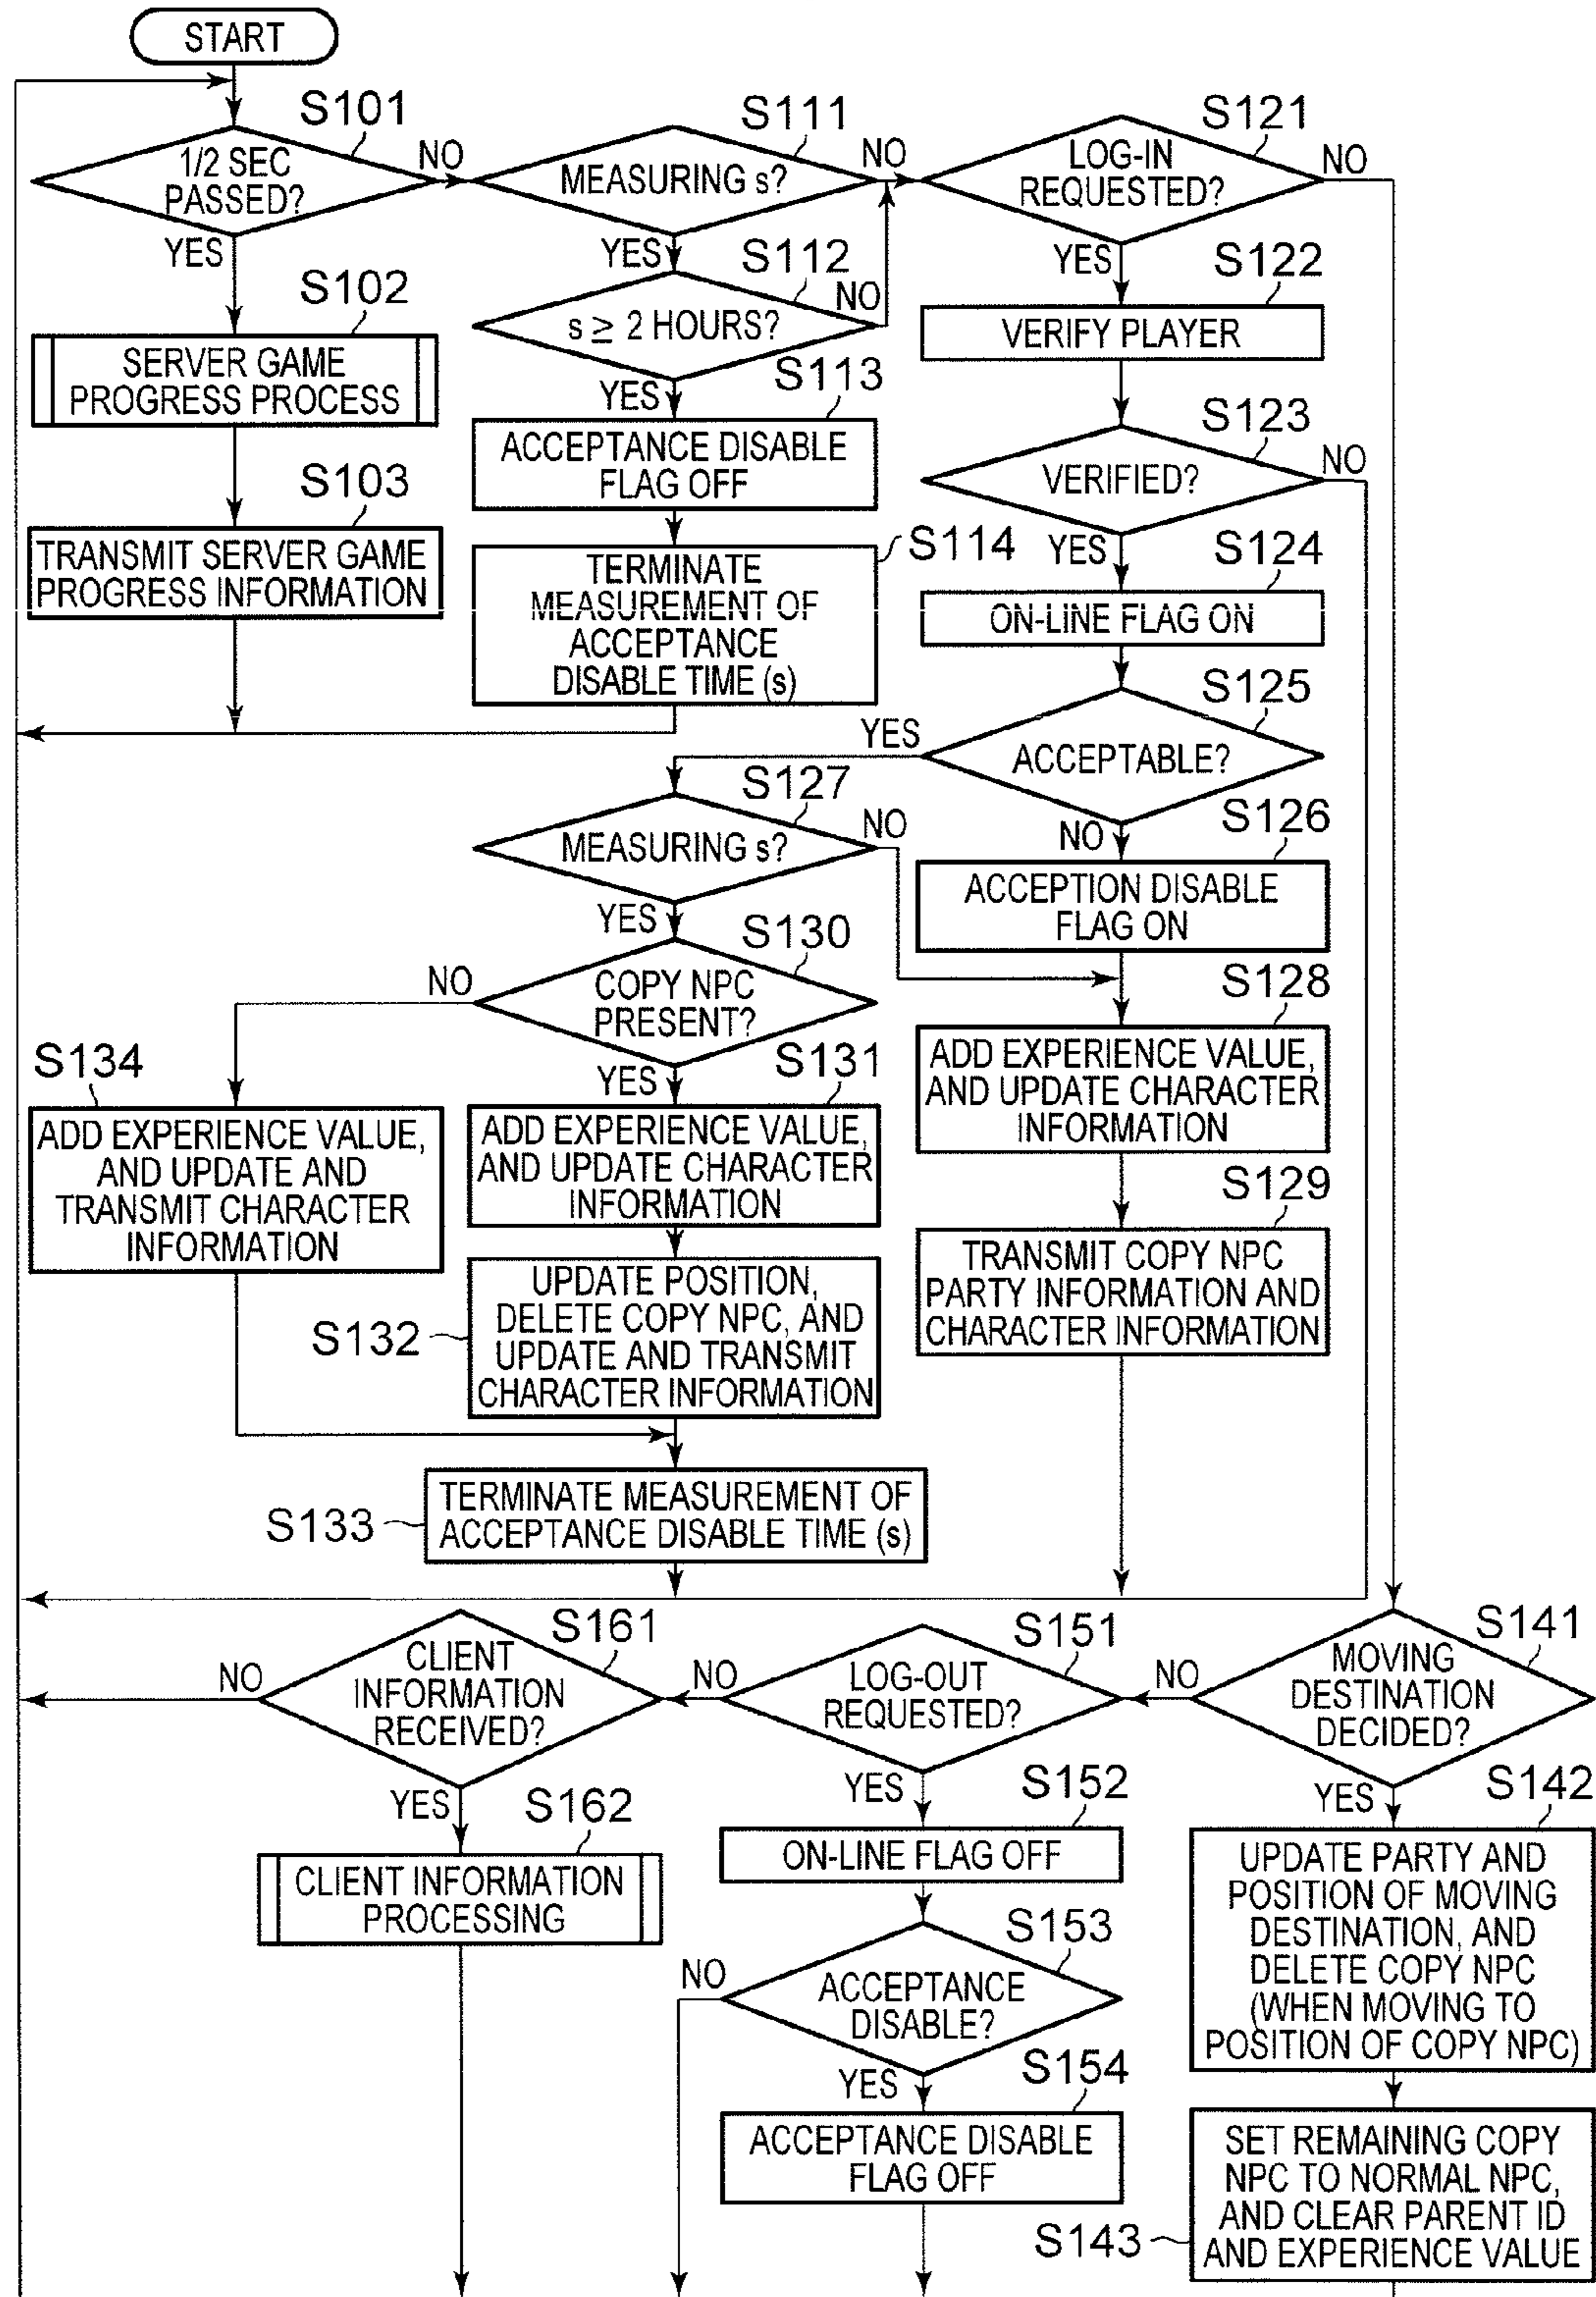 START
S101
1/2 SEC
PASSED?
NO
YES
S102
SERVER GAME
PROGRESS PROCESS
S103
TRANSMIT SERVER GAME
PROGRESS INFORMATION
S111
MEASURING s?
NO
YES
S112
s ≧ 2 HOURS?
NO
YES
S113
ACCEPTANCE DISABLE
FLAG OFF
S114
TERMINATE
MEASUREMENT OF
ACCEPTANCE
DISABLE TIME (s)
S121
LOG-IN
REQUESTED?
NO
YES
S122
VERIFY PLAYER
S123
VERIFIED?
NO
YES
S124
ON-LINE FLAG ON
S125
ACCEPTABLE?
YES
NO
S126
ACCEPTION DISABLE
FLAG ON
S127
MEASURING s?
NO
YES
S128
ADD EXPERIENCE VALUE,
AND UPDATE CHARACTER
INFORMATION
S129
TRANSMIT COPY NPC
PARTY INFORMATION AND
CHARACTER INFORMATION
S130
COPY NPC
PRESENT?
NO
YES
S131
ADD EXPERIENCE VALUE,
AND UPDATE CHARACTER
INFORMATION
S132
UPDATE POSITION,
DELETE COPY NPC, AND
UPDATE AND TRANSMIT
CHARACTER INFORMATION
S134
ADD EXPERIENCE VALUE,
AND UPDATE AND
TRANSMIT CHARACTER
INFORMATION
S133
TERMINATE MEASUREMENT OF
ACCEPTANCE DISABLE TIME (s)
S141
MOVING
DESTINATION
DECIDED?
NO
YES
S142
UPDATE PARTY AND
POSITION OF MOVING
DESTINATION, AND
DELETE COPY NPC
(WHEN MOVING TO
POSITION OF COPY NPC)
S143
SET REMAINING COPY
NPC TO NORMAL NPC,
AND CLEAR PARENT ID
AND EXPERIENCE VALUE
S151
LOG-OUT
REQUESTED?
NO
YES
S152
ON-LINE FLAG OFF
S153
ACCEPTANCE
DISABLE?
NO
YES
S154
ACCEPTANCE DISABLE
FLAG OFF
S161
CLIENT
INFORMATION
RECEIVED?
NO
YES
S162
CLIENT INFORMATION
PROCESSING